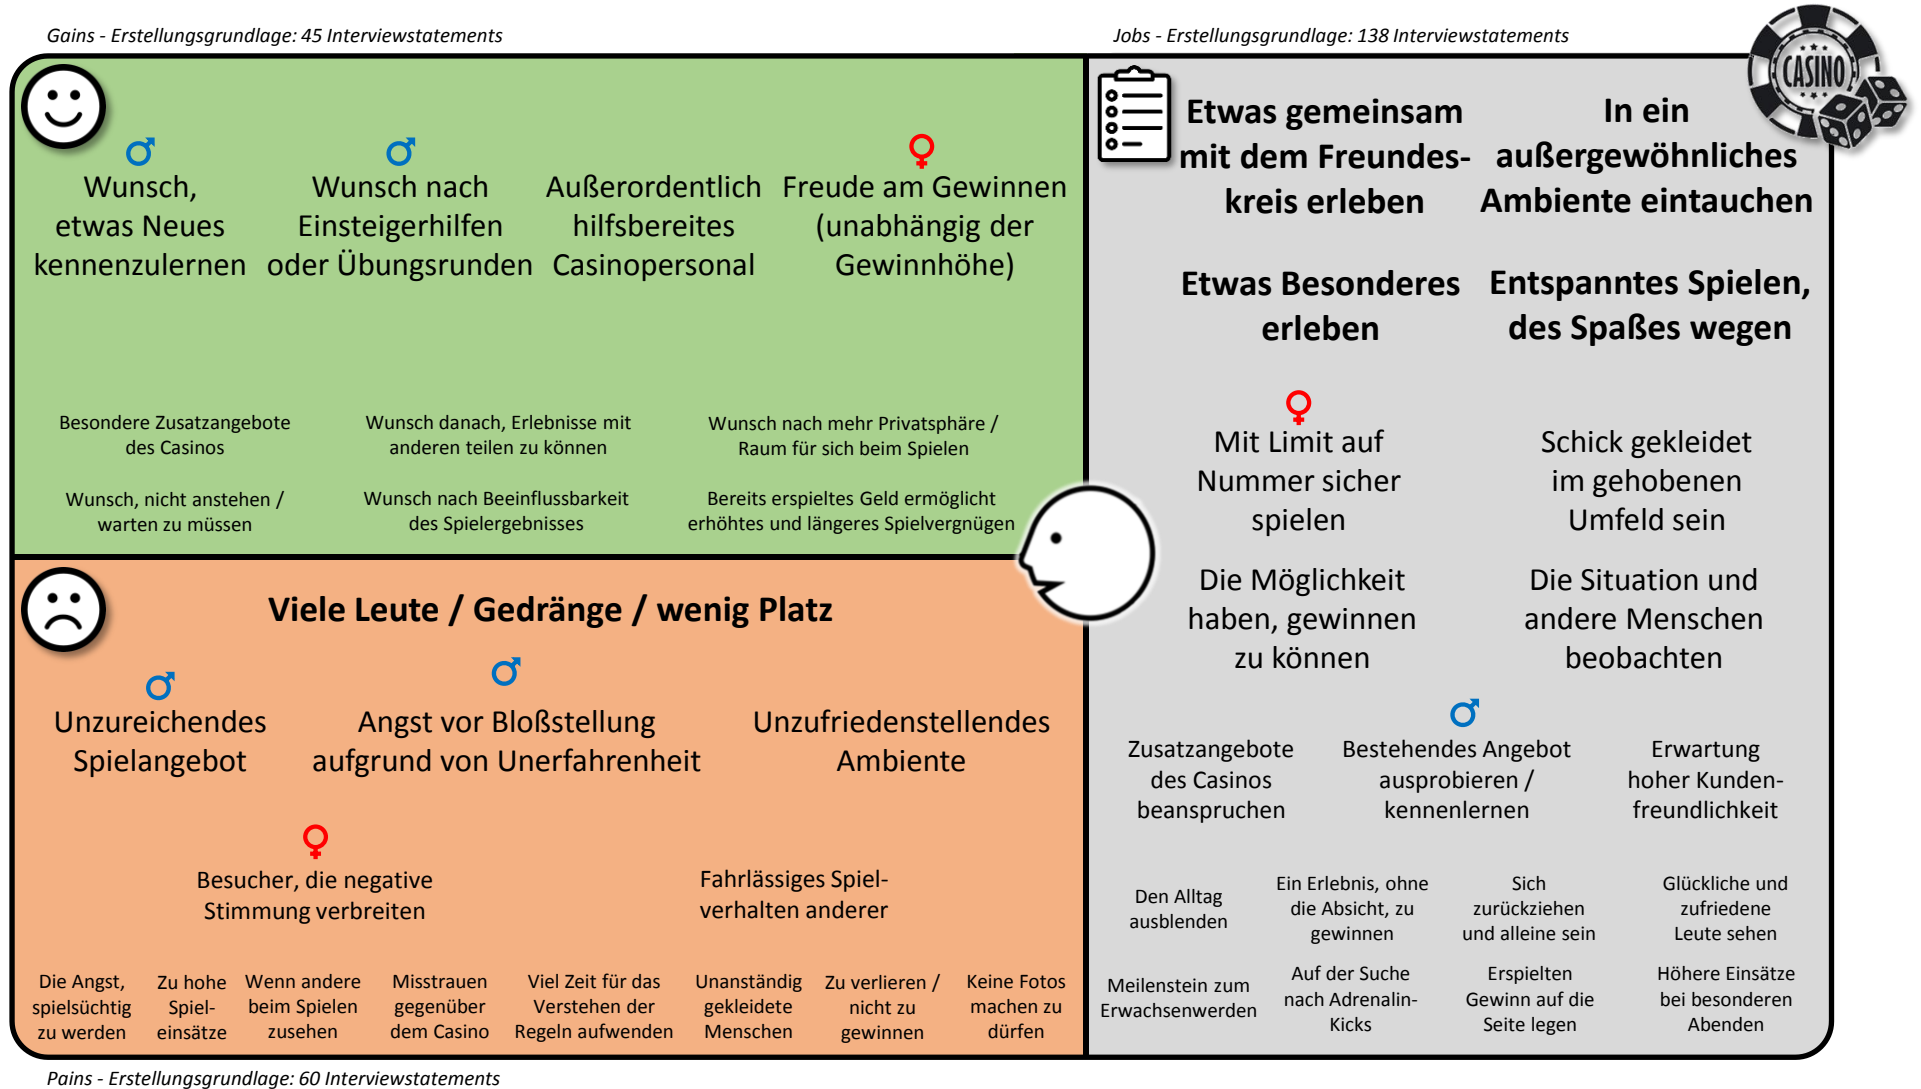 Gains - Erstellungsgrundlage: 45 Interviewstatements
Wunsch,
etwas Neues
kennenzulernen
Wunsch nach
Einsteigerhilfen
oder Übungsrunden
Außerordentlich
hilfsbereites
Casinopersonal
Freude am Gewinnen
(unabhängig der
Gewinnhöhe)
Besondere Zusatzangebote
des Casinos
Wunsch danach, Erlebnisse mit
anderen teilen zu können
Wunsch nach mehr Privatsphäre /
Raum für sich beim Spielen
Wunsch, nicht anstehen /
warten zu müssen
Wunsch nach Beeinflussbarkeit
des Spielergebnisses
Bereits erspieltes Geld ermöglicht
erhöhtes und längeres Spielvergnügen
Viele Leute / Gedränge / wenig Platz
Unzureichendes
Spielangebot
Angst vor Bloßstellung
aufgrund von Unerfahrenheit
Unzufriedenstellendes
Ambiente
Besucher, die negative
Stimmung verbreiten
Fahrlässiges Spiel-
verhalten anderer
Die Angst,
spielsüchtig
zu werden
Zu hohe
Spiel-
einsätze
Wenn andere
beim Spielen
zusehen
Misstrauen
gegenüber
dem Casino
Viel Zeit für das
Verstehen der
Regeln aufwenden
Unanständig
gekleidete
Menschen
Zu verlieren /
nicht zu
gewinnen
Keine Fotos
machen zu
dürfen
Pains - Erstellungsgrundlage: 60 Interviewstatements
Jobs - Erstellungsgrundlage: 138 Interviewstatements
CASINO
Etwas gemeinsam
mit dem Freundes-
kreis erleben
In ein
außergewöhnliches
Ambiente eintauchen
Etwas Besonderes
erleben
Entspanntes Spielen,
des Spaßes wegen
Mit Limit auf
Nummer sicher
spielen
Schick gekleidet
im gehobenen
Umfeld sein
Die Möglichkeit
haben, gewinnen
zu können
Die Situation und
andere Menschen
beobachten
Zusatzangebote
des Casinos
beanspruchen
Bestehendes Angebot
ausprobieren /
kennenlernen
Erwartung
hoher Kunden-
freundlichkeit
Den Alltag
ausblenden
Ein Erlebnis, ohne
die Absicht, zu
gewinnen
Sich
zurückziehen
und alleine sein
Glückliche und
zufriedene
Leute sehen
Meilenstein zum
Erwachsenwerden
Auf der Suche
nach Adrenalin-
Kicks
Erspielten
Gewinn auf die
Seite legen
Höhere Einsätze
bei besonderen
Abenden